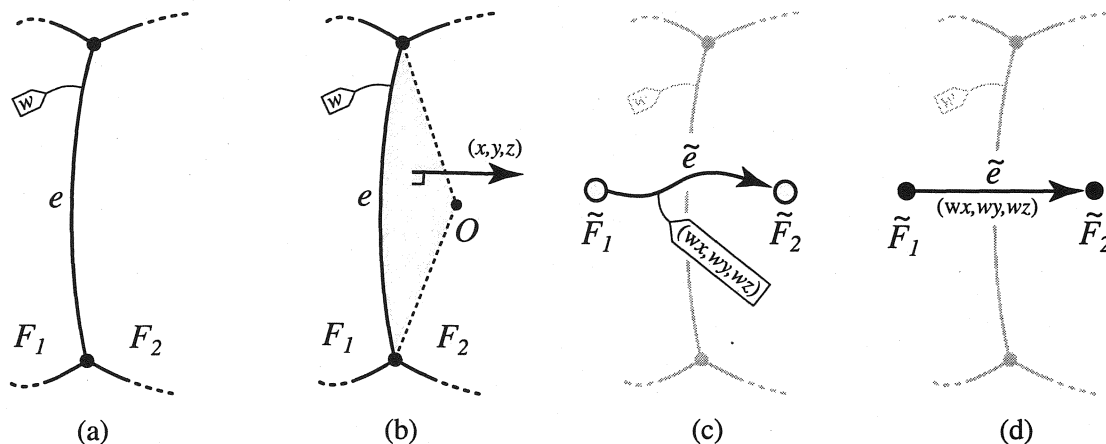 w
e
F₁ F₂
(a)
w
(x,y,z)
e
O
F₁ F₂
(b)
w
ẽ
F̃₁ F̃₂
(wx,wy,wz)
(c)
w
ẽ
(wx,wy,wz)
F̃₁ F̃₂
(d)